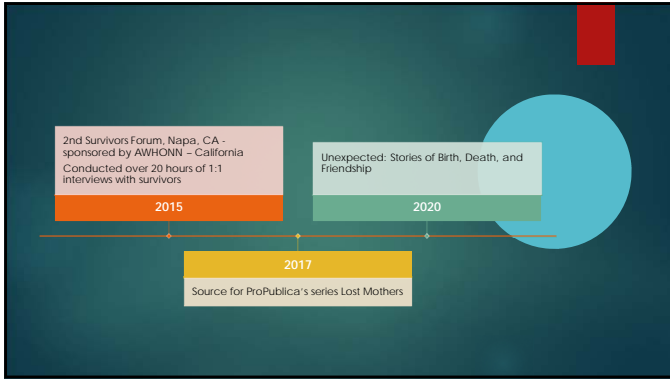 2nd Survivors Forum, Napa, CA -
sponsored by AWHONN – California
Conducted over 20 hours of 1:1
interviews with survivors
2015
Source for ProPublica's series Lost Mothers
2017
Unexpected: Stories of Birth, Death, and
Friendship
2020